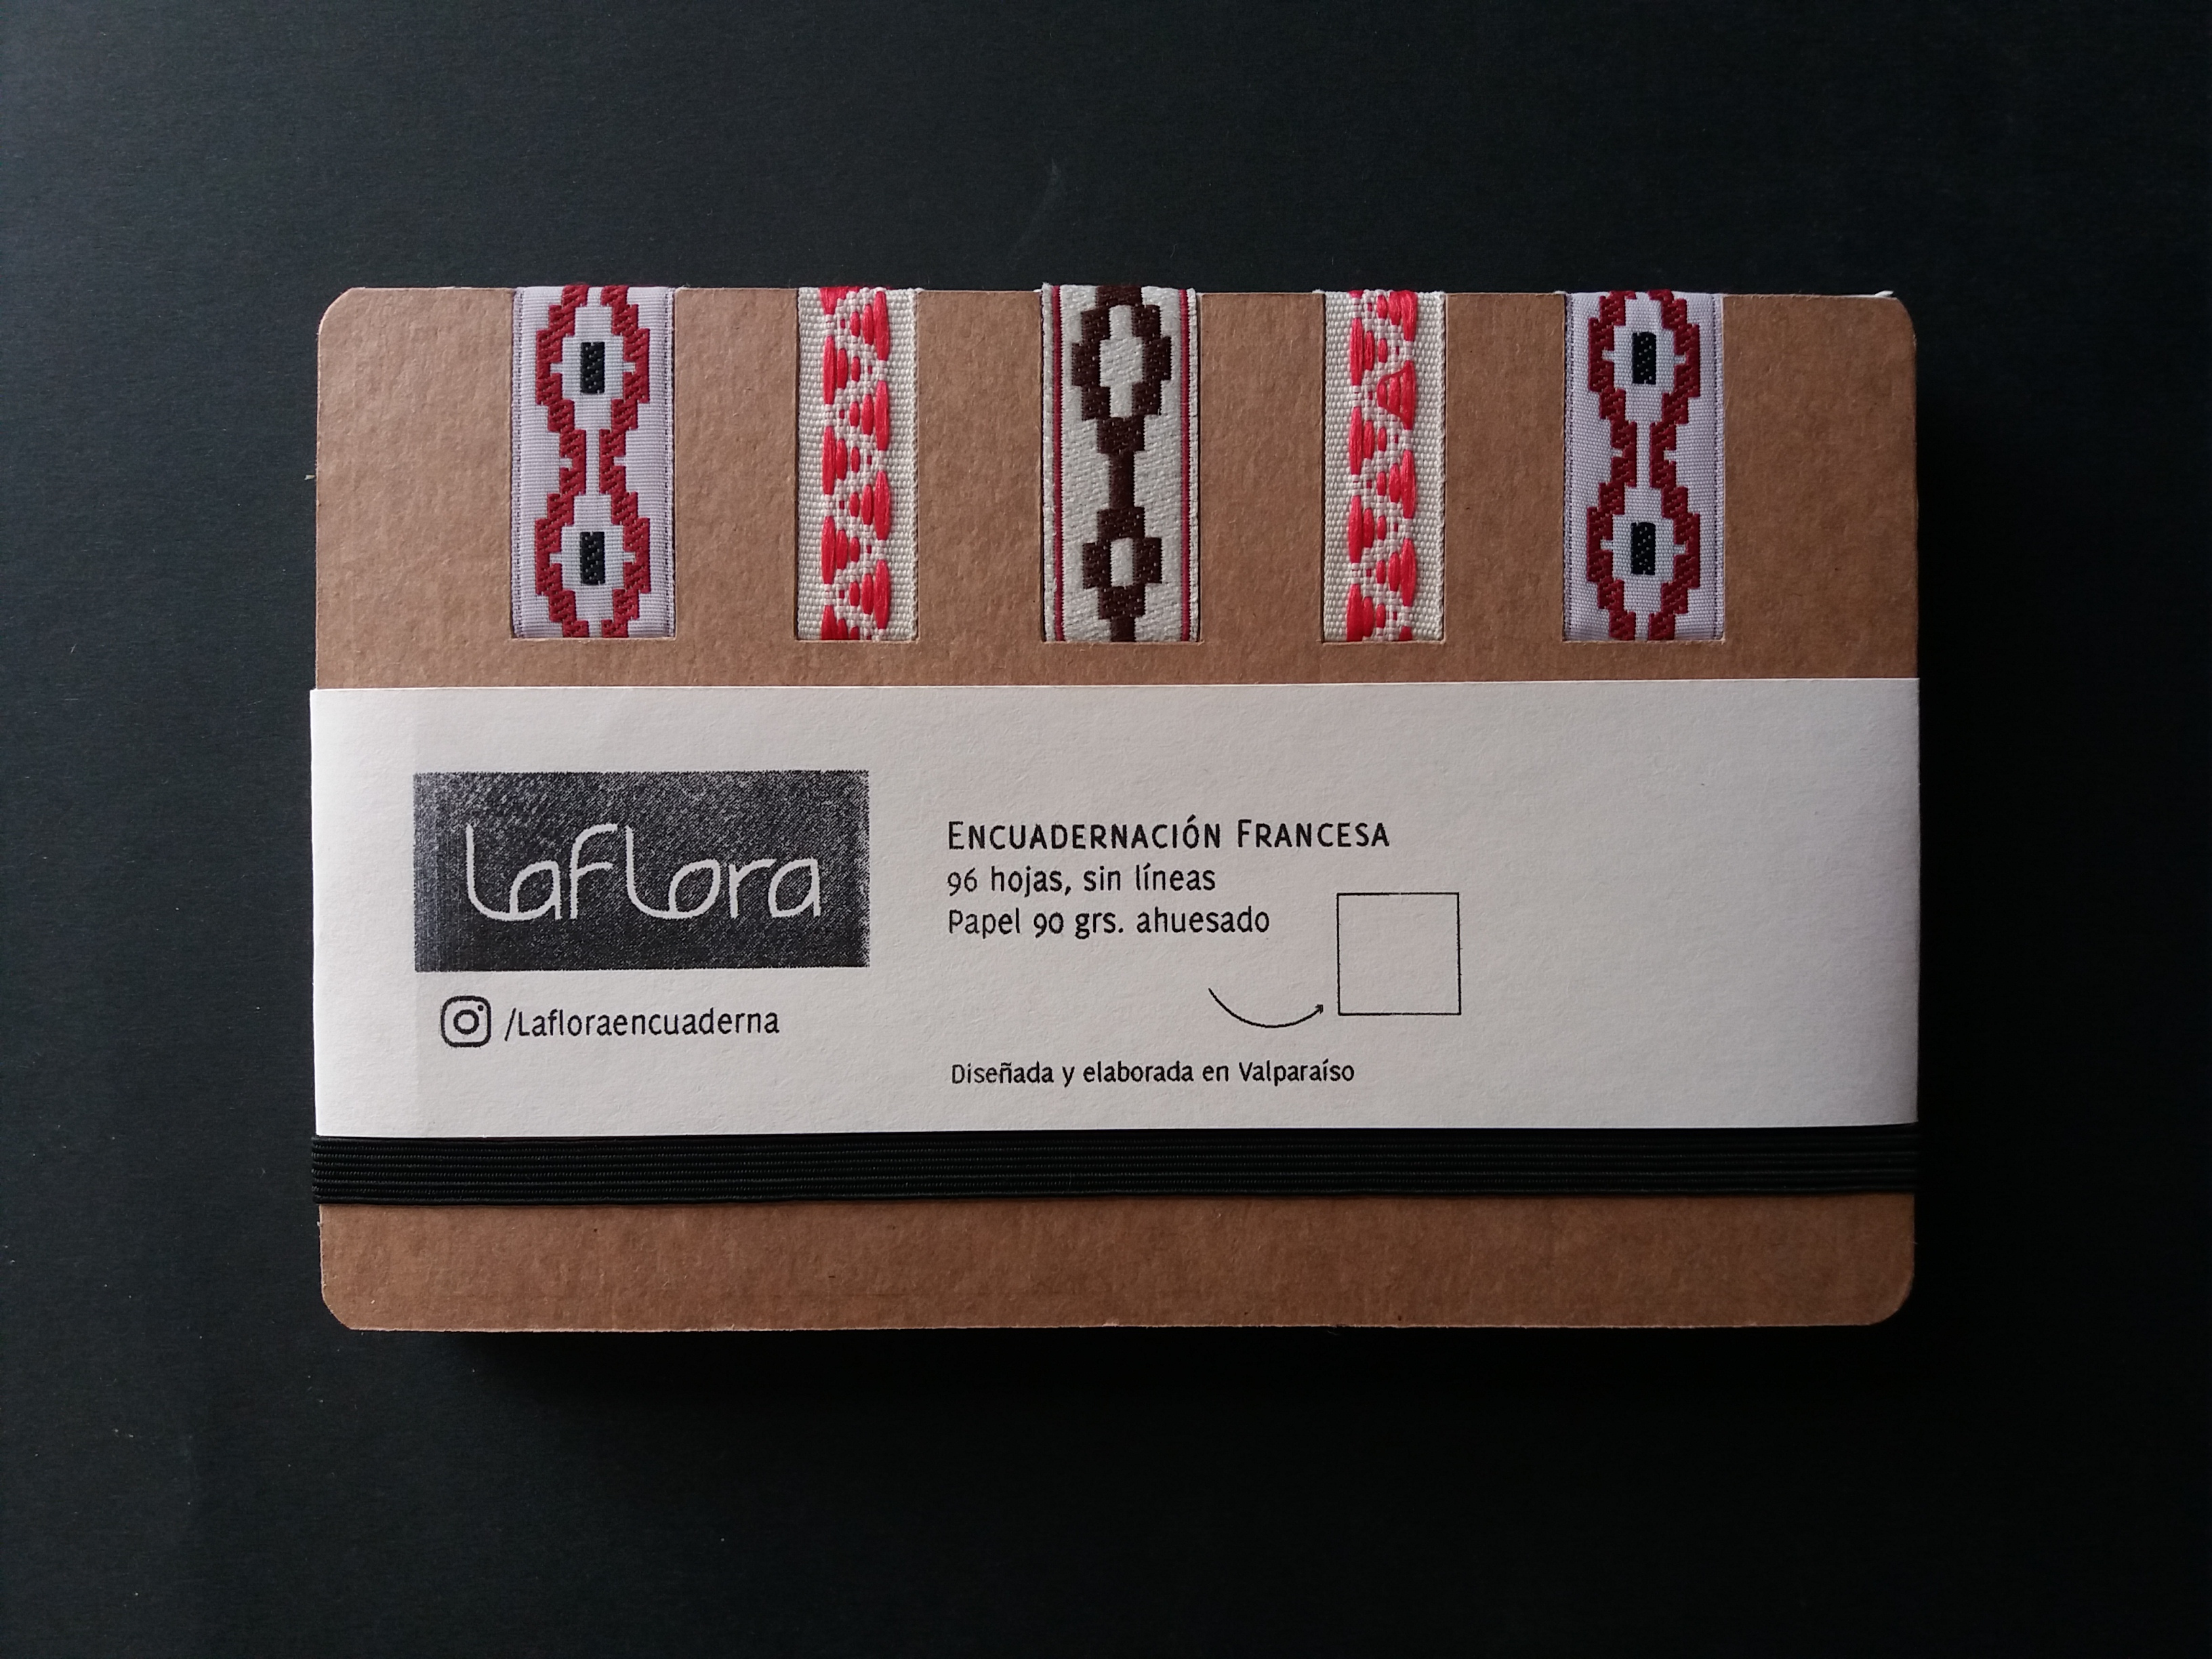 LaFlora
/Lafloraencuaderna
ENCUADERNACIÓN FRANCESA
96 hojas, sin líneas
Papel 90 grs. ahuesado
Diseñada y elaborada en Valparaíso